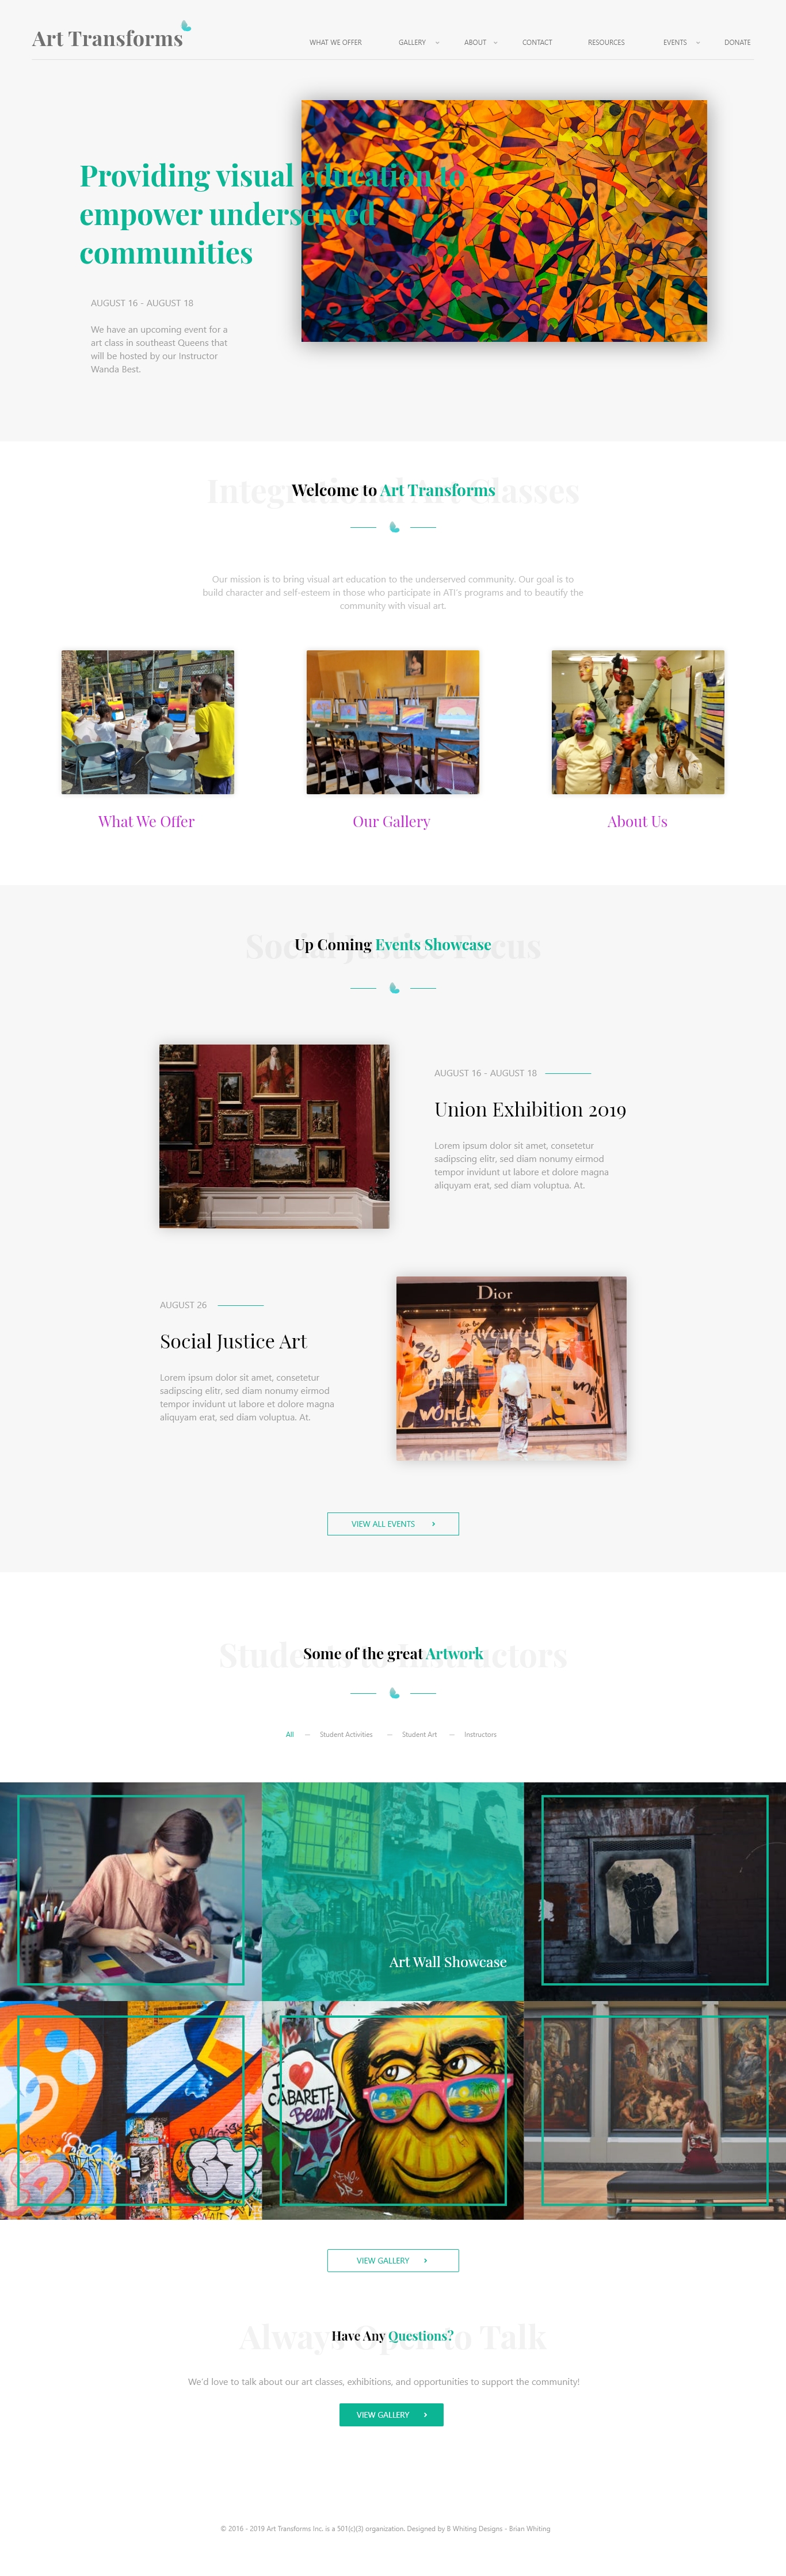 Art Transforms
WHAT WE OFFER
GALLERY
ABOUT
CONTACT
RESOURCES
EVENTS
DONATE
Providing visual education to
empower underserved
communities
AUGUST 16 - AUGUST 18
We have an upcoming event for a
art class in southeast Queens that
will be hosted by our Instructor
Wanda Best.
Integrational Art Classes
Welcome to Art Transforms
Our mission is to bring visual art education to the underserved community. Our goal is to
build character and self-esteem in those who participate in ATI's programs and to beautify the
community with visual art.
What We Offer
Our Gallery
About Us
Social Justice Focus
Up Coming Events Showcase
AUGUST 16 - AUGUST 18
Union Exhibition 2019
Lorem ipsum dolor sit amet, consetetur
sadipscing elitr, sed diam nonumy eirmod
tempor invidunt ut labore et dolore magna
aliquyam erat, sed diam voluptua. At.
Dior
AUGUST 26
Social Justice Art
Lorem ipsum dolor sit amet, consetetur
sadipscing elitr, sed diam nonumy eirmod
tempor invidunt ut labore et dolore magna
aliquyam erat, sed diam voluptua. At.
VIEW ALL EVENTS
Students to Instructors
Some of the great Artwork
All — Student Activities — Student Art — Instructors
Art Wall Showcase
I
CABARETE
Beach
VIEW GALLERY
Always Open to Talk
Have Any Questions?
We'd love to talk about our art classes, exhibitions, and opportunities to support the community!
VIEW GALLERY
© 2016 - 2019 Art Transforms Inc. is a 501(c)(3) organization. Designed by B Whiting Designs - Brian Whiting